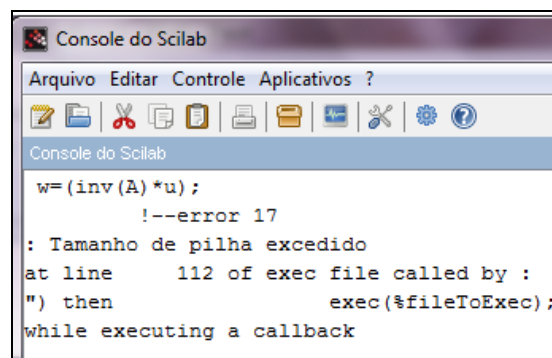 Console do Scilab
Arquivo Editar Controle Aplicativos ?
Console do Scilab
w=(inv(A)*u);
!--error 17
: Tamanho de pilha excedido
at line 112 of exec file called by :
") then exec(%fileToExec);
while executing a callback